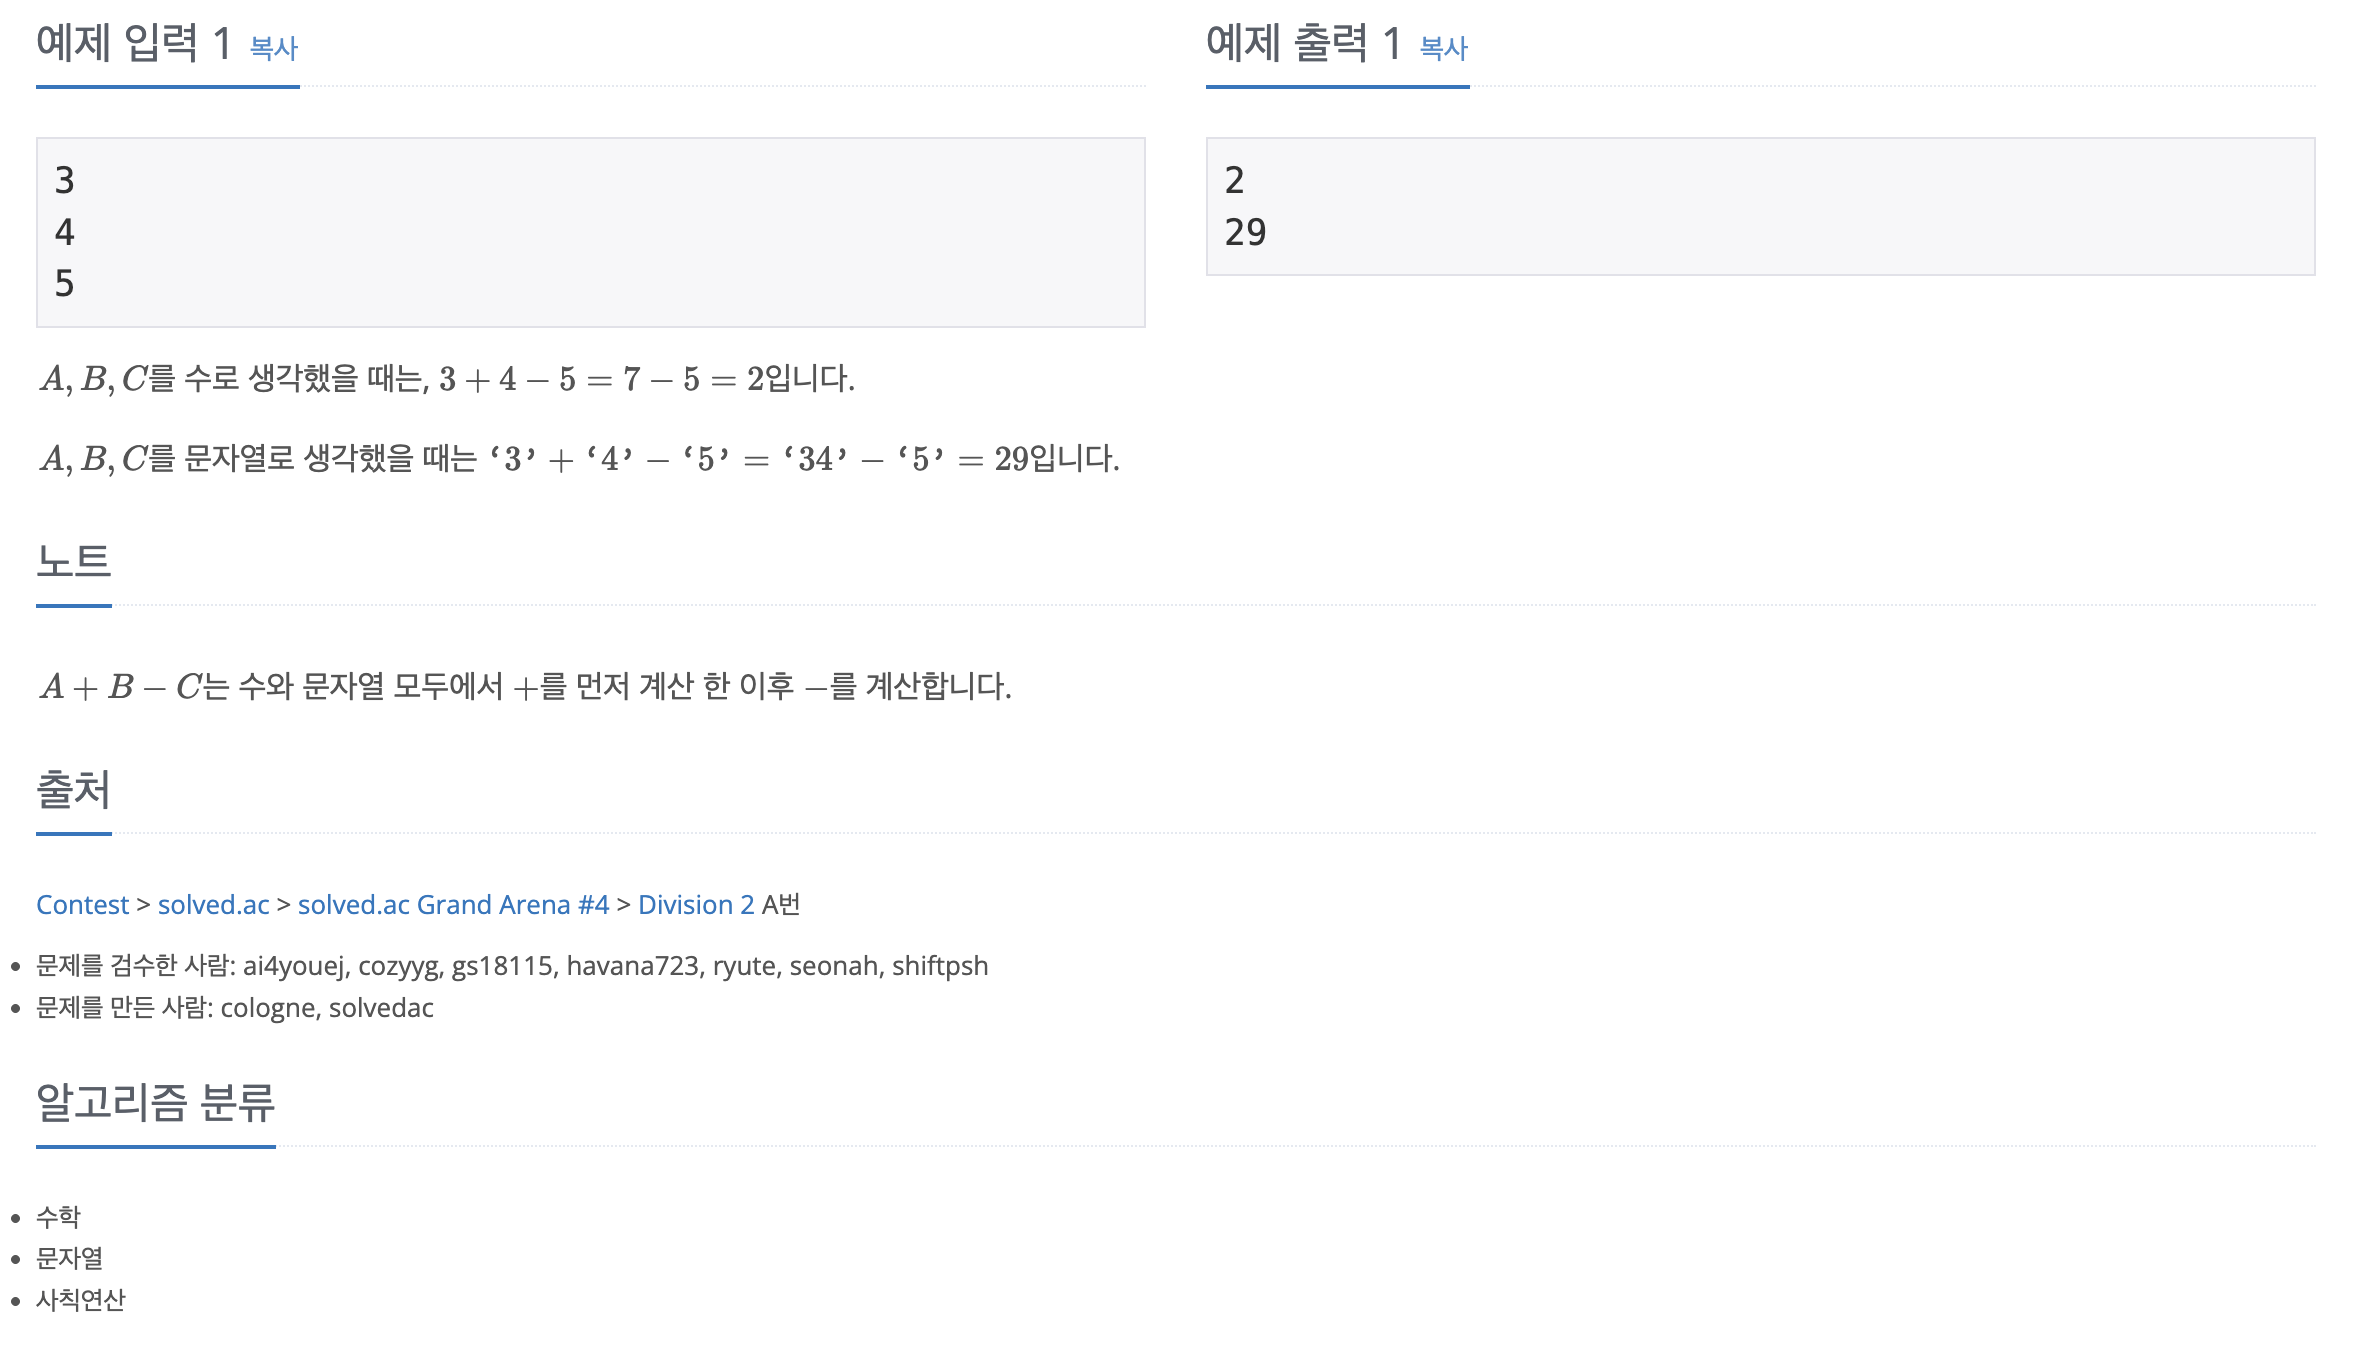 예제 입력 1 복사
3
4
5
예제 출력 1 복사
2
29
A, B, C를 수로 생각했을 때는, 3 + 4 − 5 = 7 − 5 = 2입니다.
A, B, C를 문자열로 생각했을 때는 ‘3’ + ‘4’ − ‘5’ = ‘34’ − ‘5’ = 29입니다.
노트
A + B − C는 수와 문자열 모두에서 +를 먼저 계산 한 이후 −를 계산합니다.
출처
Contest > solved.ac > solved.ac Grand Arena #4 > Division 2 A번
• 문제를 검수한 사람: ai4youej, cozyyg, gs18115, havana723, ryute, seonah, shiftpsh
• 문제를 만든 사람: cologne, solvedac
알고리즘 분류
• 수학
• 문자열
• 사칙연산